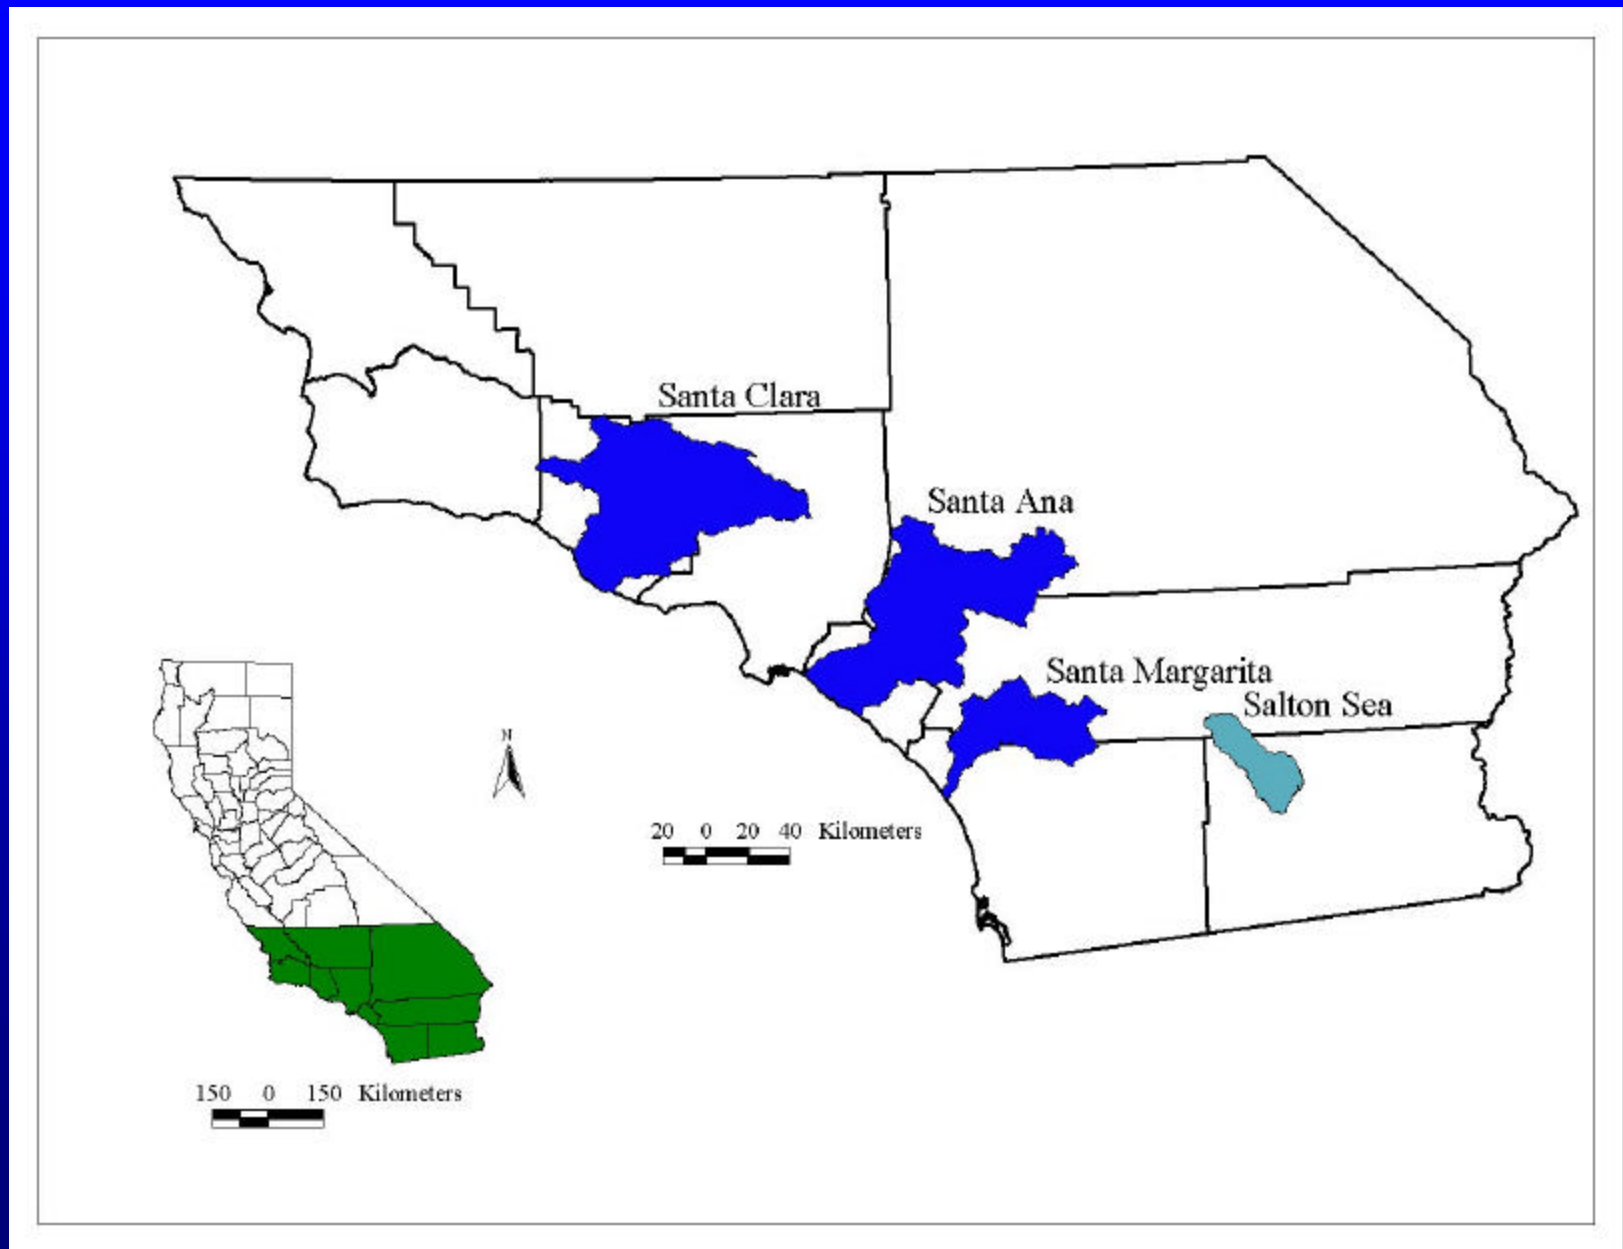 Santa Clara
Santa Ana
Santa Margarita
Salton Sea
N
20 0 20 40 Kilometers
150 0 150 Kilometers